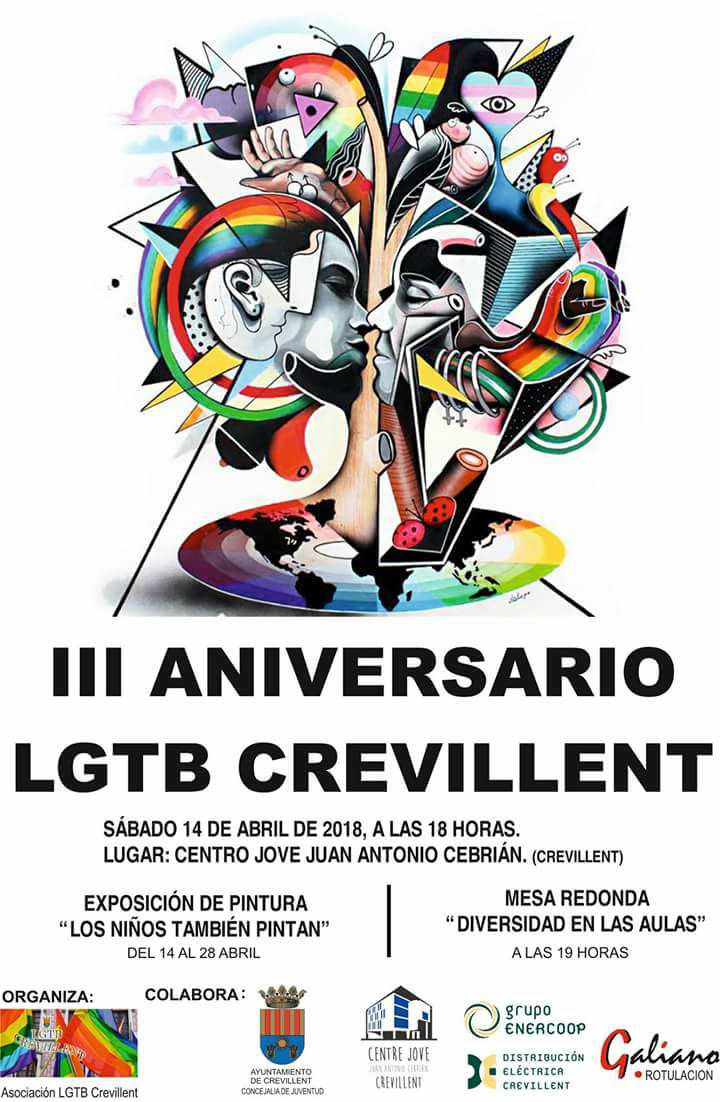 III ANIVERSARIO
LGTB CREVILLENT
SÁBADO 14 DE ABRIL DE 2018, A LAS 18 HORAS.
LUGAR: CENTRO JOVE JUAN ANTONIO CEBRIÁN. (CREVILLENT)
EXPOSICIÓN DE PINTURA
“LOS NIÑOS TAMBIÉN PINTAN”
DEL 14 AL 28 ABRIL
MESA REDONDA
“DIVERSIDAD EN LAS AULAS”
A LAS 19 HORAS
ORGANIZA:
LGTB
CREVILLENT
Asociación LGTB Crevillent
COLABORA:
AYUNTAMIENTO
DE CREVILLENT
CONCEJALIA DE JUVENTUD
CENTRE JOVE
JUAN ANTONIO CEBRIÁN
CREVILLENT
grupo
ENERCOOP
DISTRIBUCIÓN
ELÉCTRICA
CREVILLENT
Galiano
ROTULACION